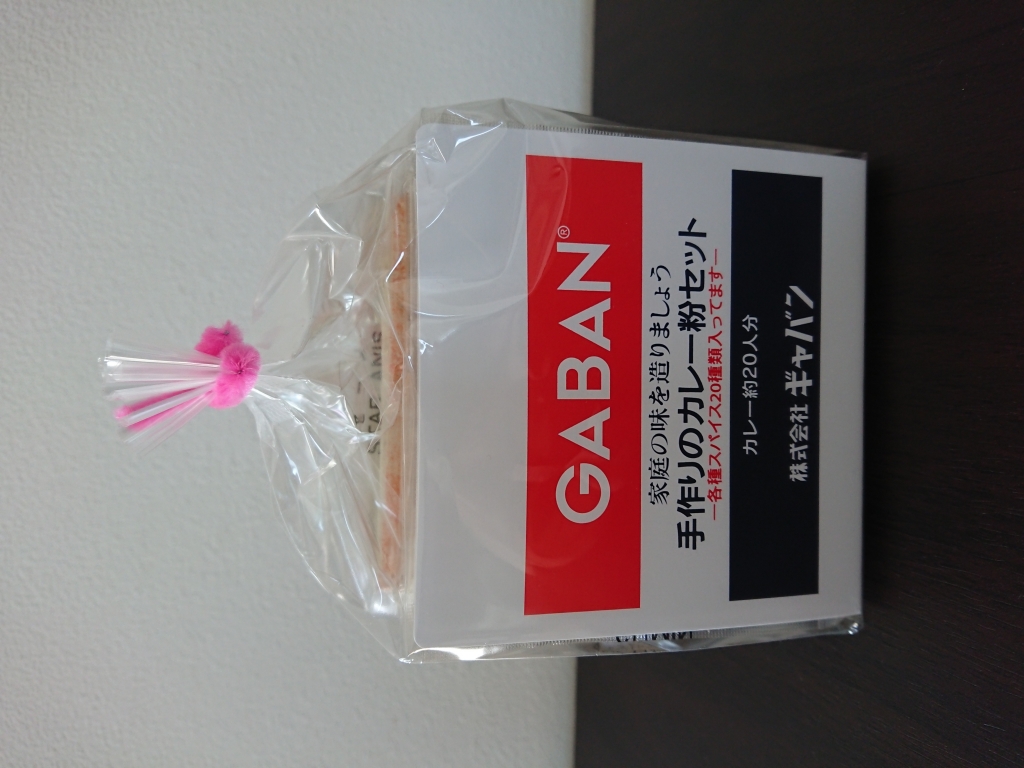 GABAN®
家庭の味を造りましょう
手作りのカレー粉セット
ー各種スパイス20種類入ってますー
カレー約20人分
株式会社 ギャバン